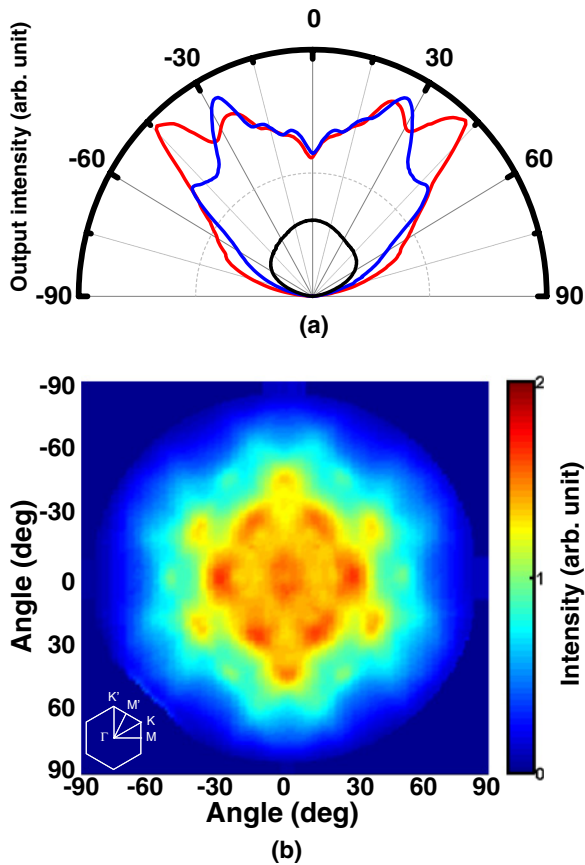 0
-30
30
-60
60
-90
90
Output intensity (arb. unit)
(a)
-90
-60
-30
0
30
60
90
Angle (deg)
K'
M'
K
Γ
M
-90
-60
-30
0
30
60
90
Angle (deg)
2
1
0
Intensity (arb. unit)
(b)